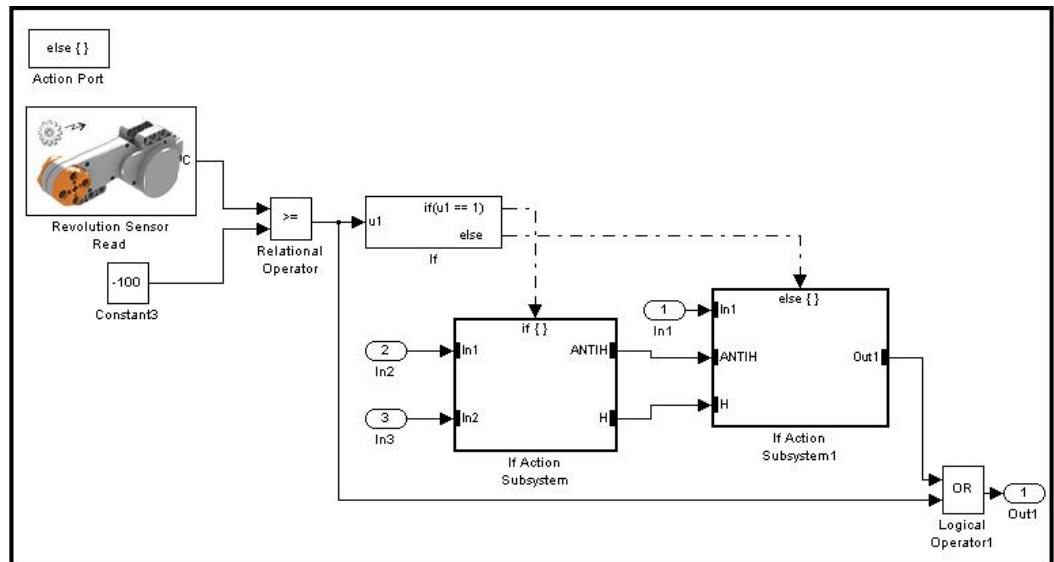 else { }
Action Port
C
Revolution Sensor
Read
-100
Constant3
>=
Relational
Operator
u1
if(u1 == 1)
else
If
2
In2
3
In3
if { }
In1
In2
ANTIH
H
If Action
Subsystem
1
In1
else { }
In1
ANTIH
H
Out1
If Action
Subsystem1
OR
Logical
Operator1
1
Out1